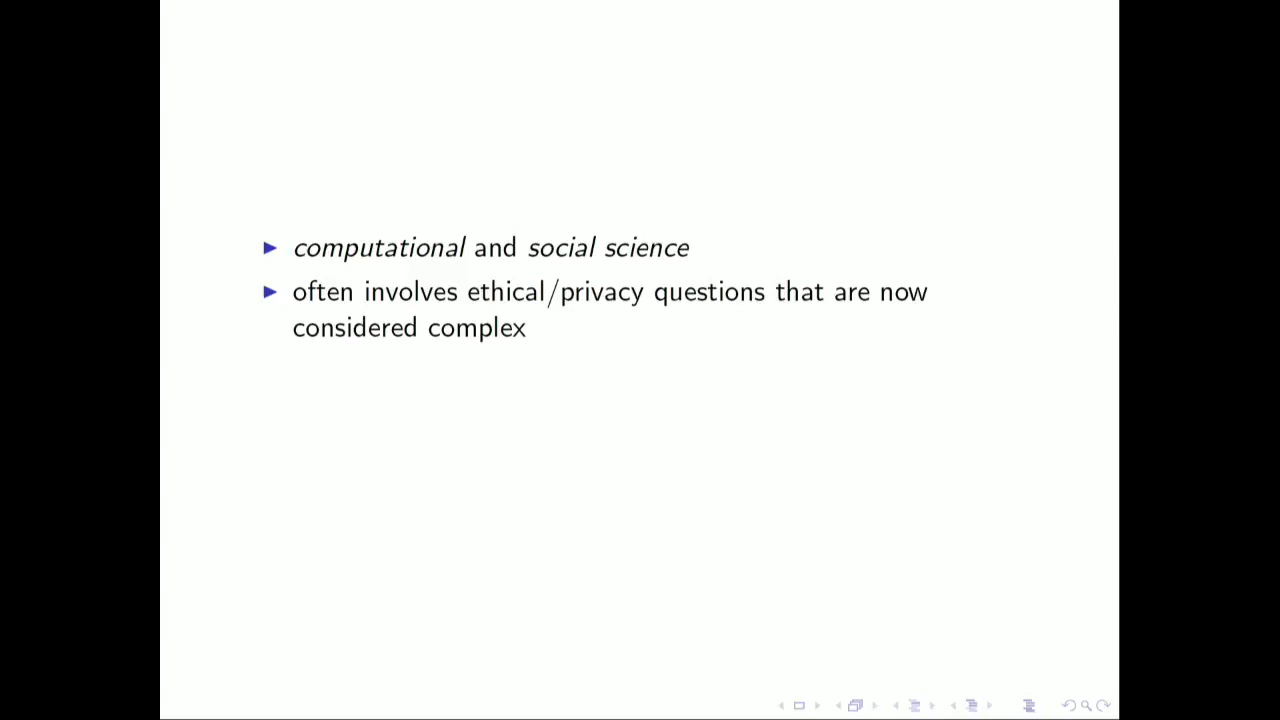 computational and social science
often involves ethical/privacy questions that are now
considered complex